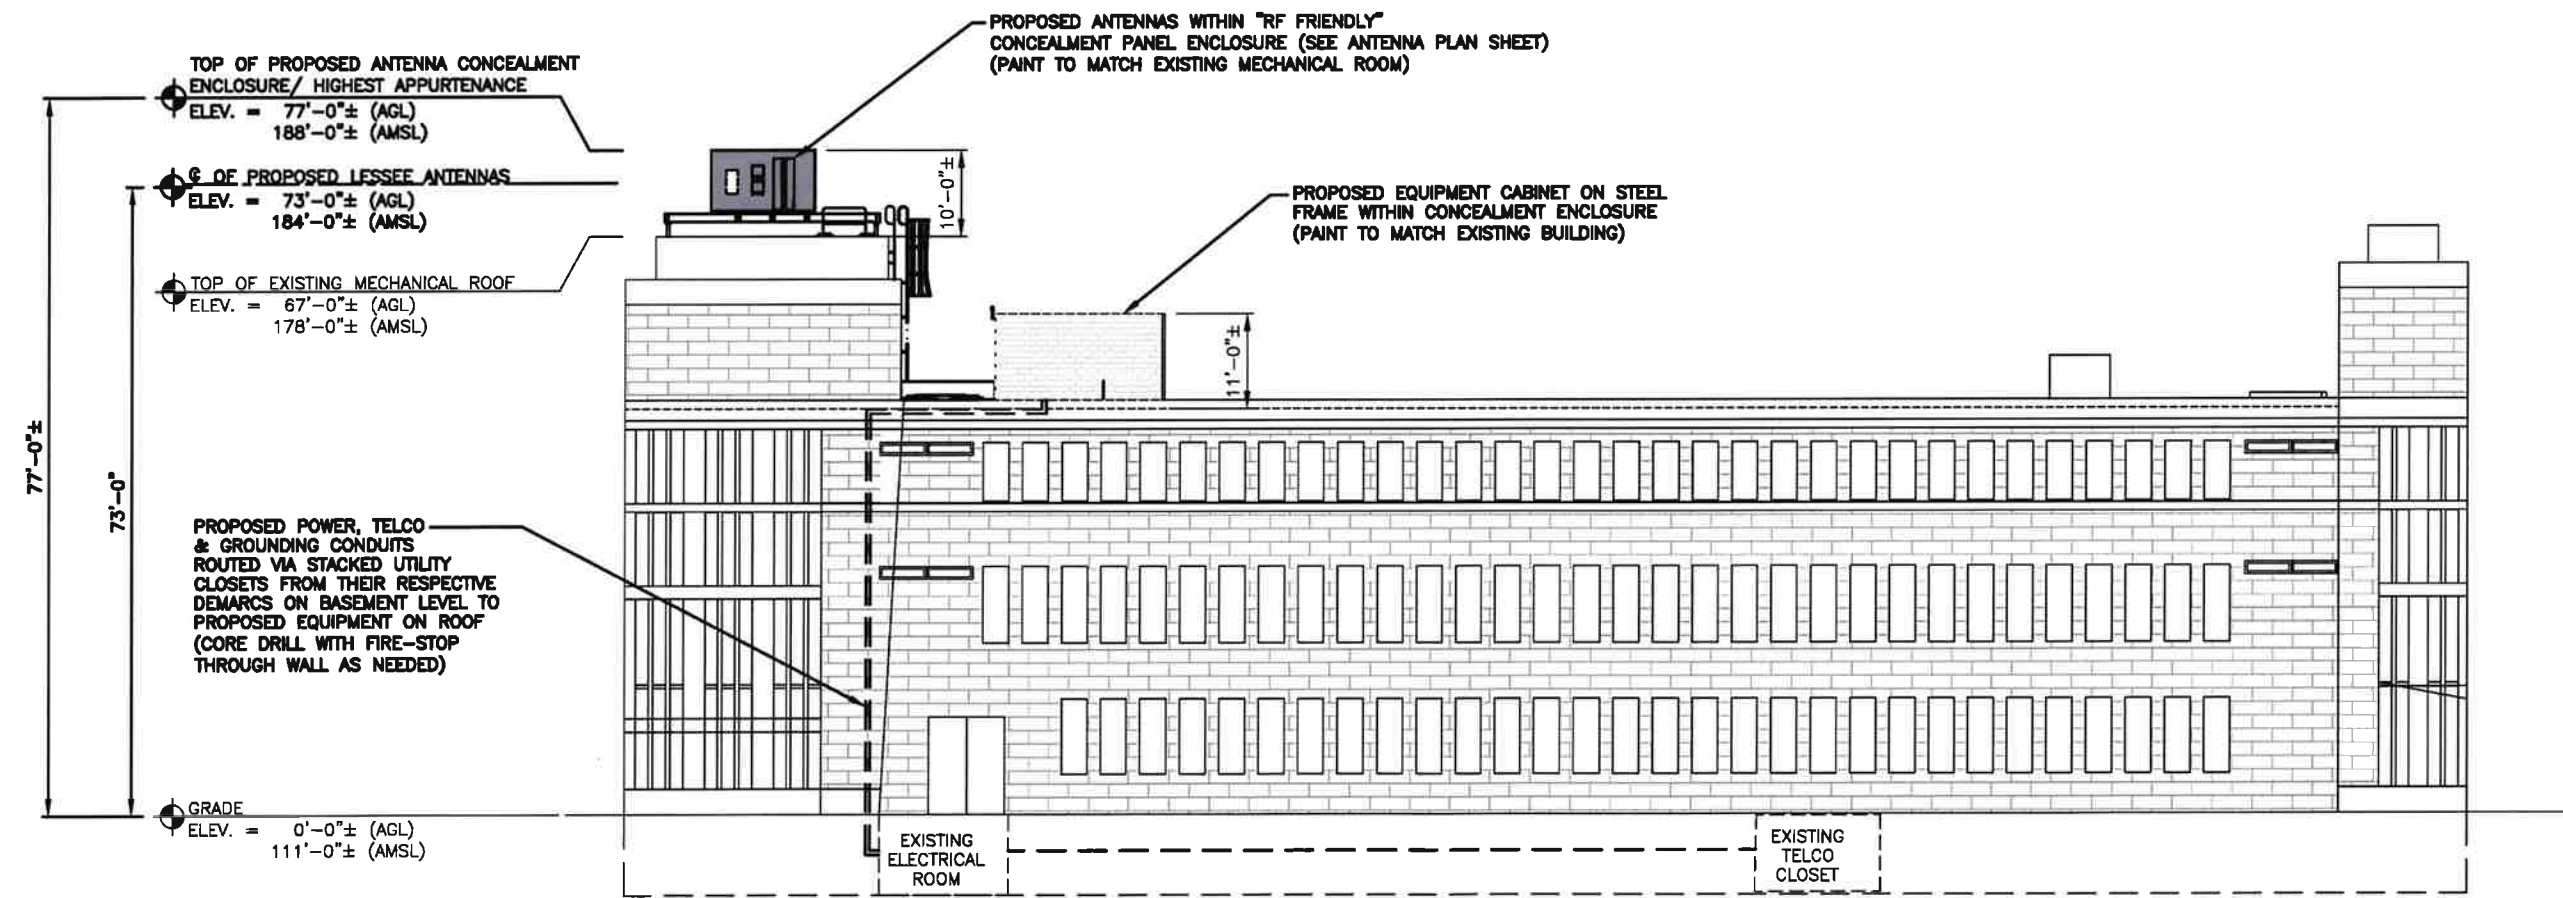 PROPOSED ANTENNAS WITHIN "RF FRIENDLY"
CONCEALMENT PANEL ENCLOSURE (SEE ANTENNA PLAN SHEET)
(PAINT TO MATCH EXISTING MECHANICAL ROOM)
TOP OF PROPOSED ANTENNA CONCEALMENT
ENCLOSURE/ HIGHEST APPURTENANCE
ELEV. = 77'-0"± (AGL)
188'-0"± (AMSL)
℄ OF PROPOSED LESSEE ANTENNAS
ELEV. = 73'-0"± (AGL)
184'-0"± (AMSL)
TOP OF EXISTING MECHANICAL ROOF
ELEV. = 67'-0"± (AGL)
178'-0"± (AMSL)
10'-0"±
PROPOSED EQUIPMENT CABINET ON STEEL
FRAME WITHIN CONCEALMENT ENCLOSURE
(PAINT TO MATCH EXISTING BUILDING)
11'-0"±
77'-0"±
73'-0"
PROPOSED POWER, TELCO
& GROUNDING CONDUITS
ROUTED VIA STACKED UTILITY
CLOSETS FROM THEIR RESPECTIVE
DEMARCS ON BASEMENT LEVEL TO
PROPOSED EQUIPMENT ON ROOF
(CORE DRILL WITH FIRE-STOP
THROUGH WALL AS NEEDED)
GRADE
ELEV. = 0'-0"± (AGL)
111'-0"± (AMSL)
EXISTING
ELECTRICAL
ROOM
EXISTING
TELCO
CLOSET